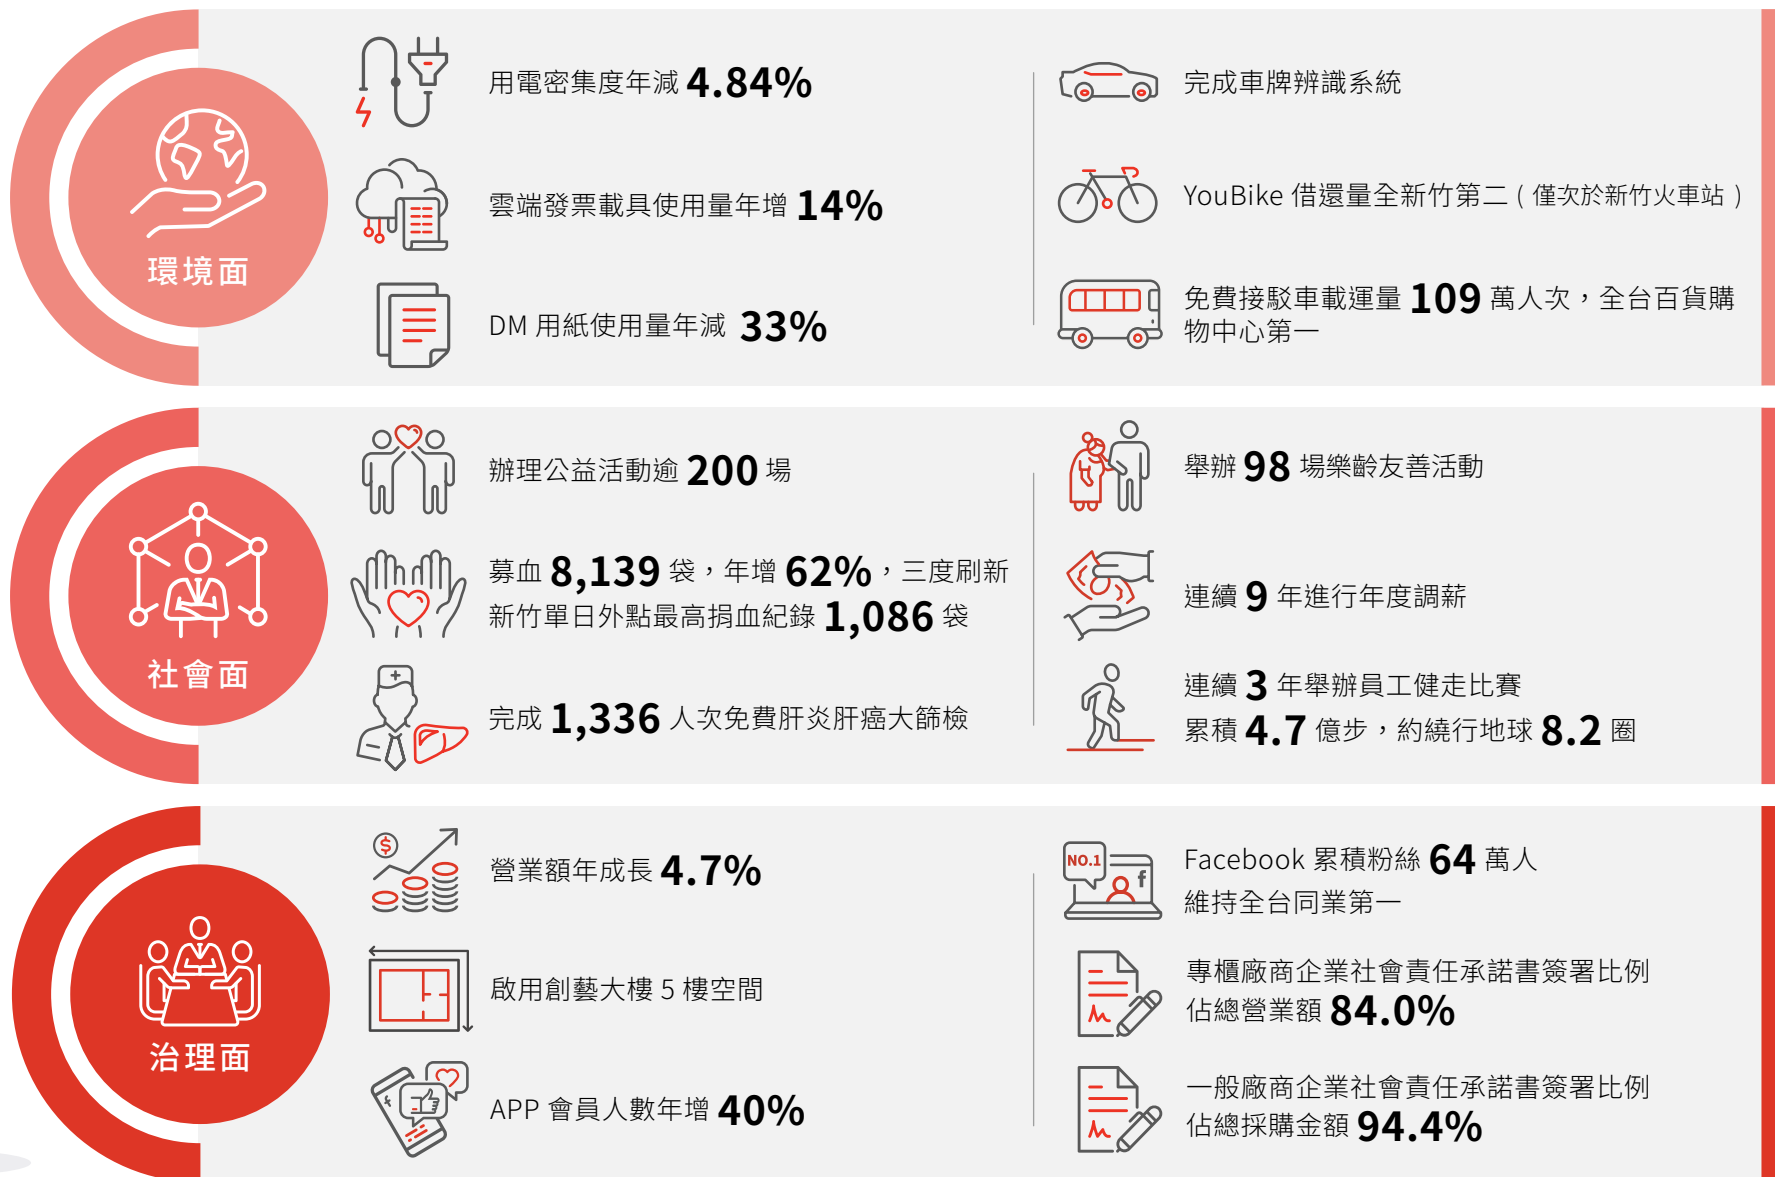 環境面
用電密集度年減 4.84%
雲端發票載具使用量年增 14%
DM 用紙使用量年減 33%
完成車牌辨識系統
YouBike 借還量全新竹第二 ( 僅次於新竹火車站 )
免費接駁車載運量 109 萬人次，全台百貨購
物中心第一
社會面
辦理公益活動逾 200 場
募血 8,139 袋，年增 62%，三度刷新
新竹單日外點最高捐血紀錄 1,086 袋
完成 1,336 人次免費肝炎肝癌大篩檢
舉辦 98 場樂齡友善活動
連續 9 年進行年度調薪
連續 3 年舉辦員工健走比賽
累積 4.7 億步，約繞行地球 8.2 圈
治理面
$
營業額年成長 4.7%
啟用創藝大樓 5 樓空間
f
APP 會員人數年增 40%
NO.1
f
Facebook 累積粉絲 64 萬人
維持全台同業第一
專櫃廠商企業社會責任承諾書簽署比例
佔總營業額 84.0%
一般廠商企業社會責任承諾書簽署比例
佔總採購金額 94.4%